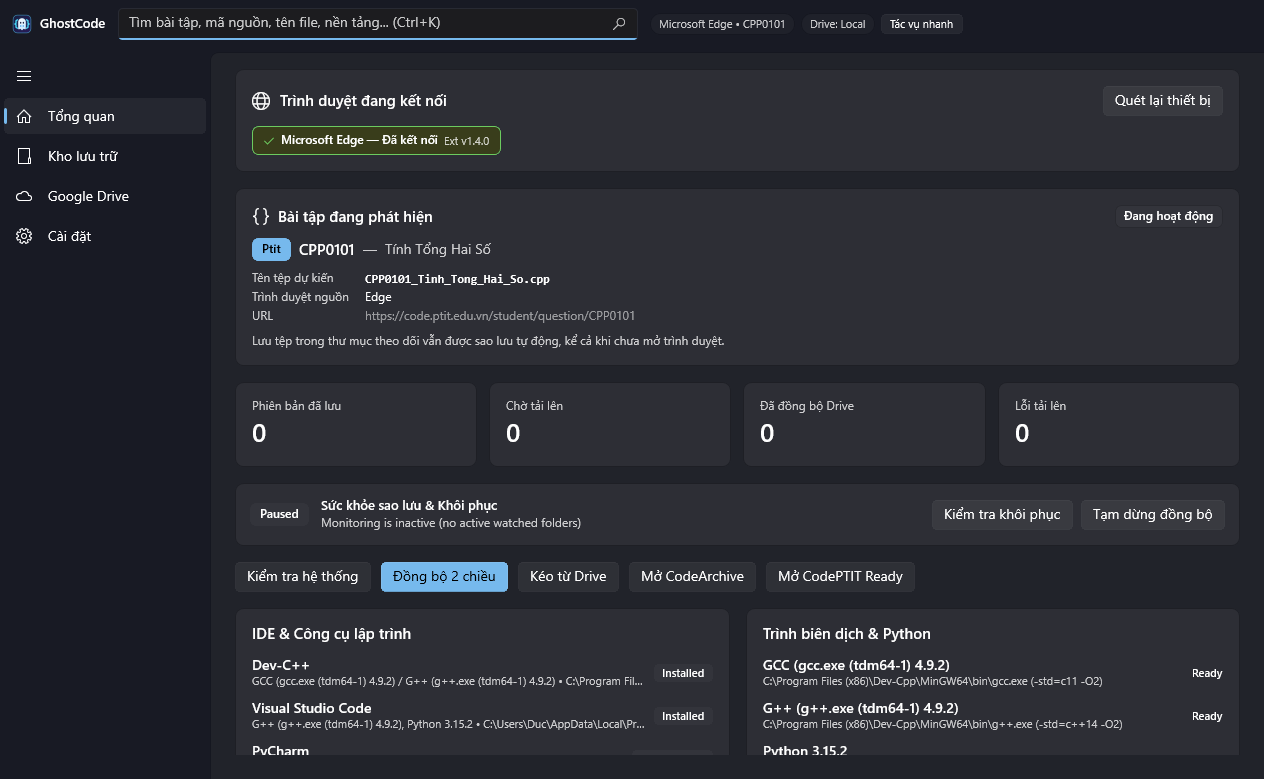 GhostCode
Tìm bài tập, mã nguồn, tên file, nền tảng... (Ctrl+K)
Microsoft Edge • CPP0101
Drive: Local
Tác vụ nhanh
Tổng quan
Kho lưu trữ
Google Drive
Cài đặt
Trình duyệt đang kết nối
Quét lại thiết bị
Microsoft Edge — Đã kết nối Ext v1.4.0
{ } Bài tập đang phát hiện
Đang hoạt động
Ptit CPP0101 — Tính Tổng Hai Số
Tên tệp dự kiến CPP0101_Tinh_Tong_Hai_So.cpp
Trình duyệt nguồn Edge
URL https://code.ptit.edu.vn/student/question/CPP0101
Lưu tệp trong thư mục theo dõi vẫn được sao lưu tự động, kể cả khi chưa mở trình duyệt.
Phiên bản đã lưu
0
Chờ tải lên
0
Đã đồng bộ Drive
0
Lỗi tải lên
0
Paused
Sức khỏe sao lưu & Khôi phục
Monitoring is inactive (no active watched folders)
Kiểm tra khôi phục
Tạm dừng đồng bộ
Kiểm tra hệ thống
Đồng bộ 2 chiều
Kéo từ Drive
Mở CodeArchive
Mở CodePTIT Ready
IDE & Công cụ lập trình
Dev-C++
GCC (gcc.exe (tdm64-1) 4.9.2) / G++ (g++.exe (tdm64-1) 4.9.2) • C:\Program Fil...
Installed
Visual Studio Code
G++ (g++.exe (tdm64-1) 4.9.2), Python 3.15.2 • C:\Users\Duc\AppData\Local\Pr...
Installed
PyCharm
Trình biên dịch & Python
GCC (gcc.exe (tdm64-1) 4.9.2)
C:\Program Files (x86)\Dev-Cpp\MinGW64\bin\gcc.exe (-std=c11 -O2)
Ready
G++ (g++.exe (tdm64-1) 4.9.2)
C:\Program Files (x86)\Dev-Cpp\MinGW64\bin\g++.exe (-std=c++14 -O2)
Ready
Python 3.15.2